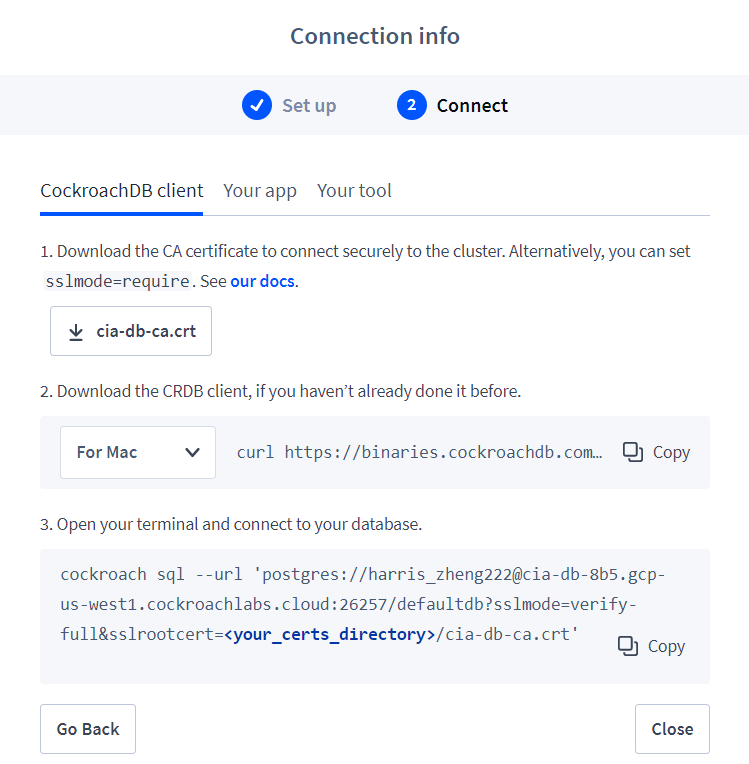 Connection info
Set up
2 Connect
CockroachDB client Your app Your tool
1. Download the CA certificate to connect securely to the cluster. Alternatively, you can set
sslmode=require. See our docs.
cia-db-ca.crt
2. Download the CRDB client, if you haven’t already done it before.
For Mac curl https://binaries.cockroachdb.com… Copy
3. Open your terminal and connect to your database.
cockroach sql --url 'postgres://harris_zheng222@cia-db-8b5.gcp-
us-west1.cockroachlabs.cloud:26257/defaultdb?sslmode=verify-
full&sslrootcert=<your_certs_directory>/cia-db-ca.crt'
Copy
Go Back Close